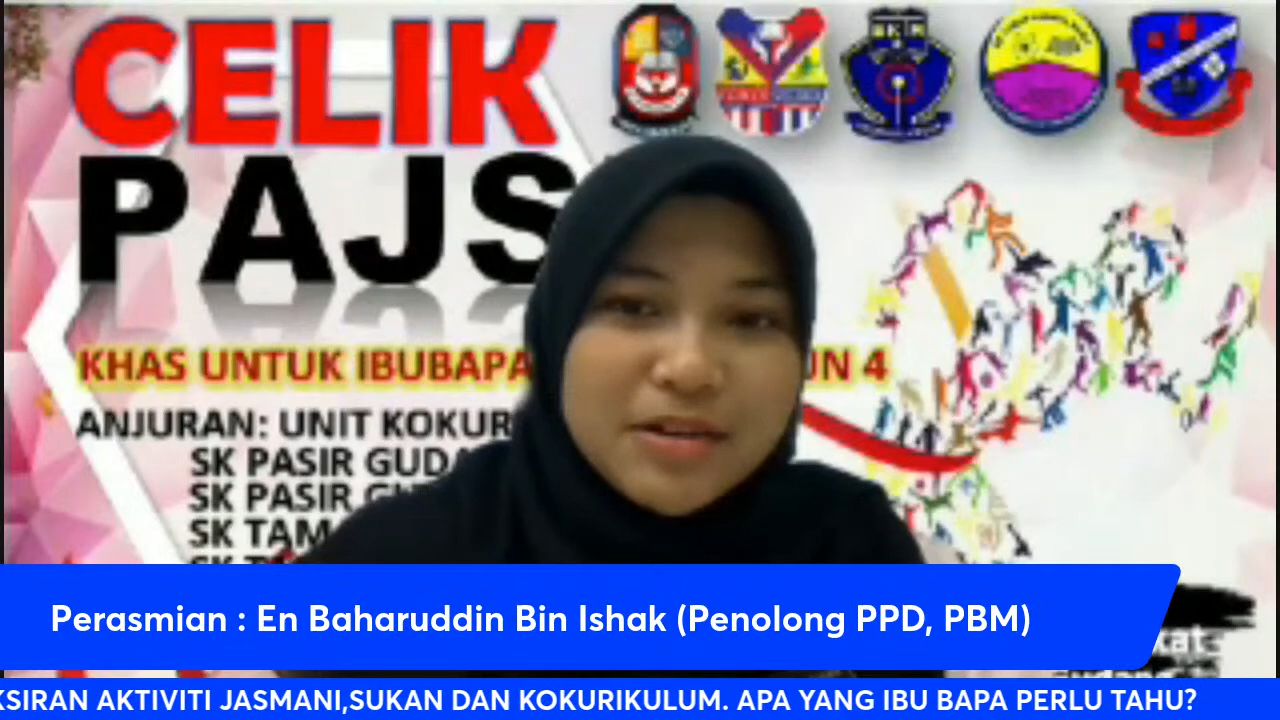 CELIK
PAJS
KHAS UNTUK IBUBAPA UN 4
ANJURAN: UNIT KOKUR
SK PASIR GUDA
SK PASIR
SK TAM
Perasmian : En Baharuddin Bin Ishak (Penolong PPD, PBM)
KSIRAN AKTIVITI JASMANI,SUKAN DAN KOKURIKULUM. APA YANG IBU BAPA PERLU TAHU?